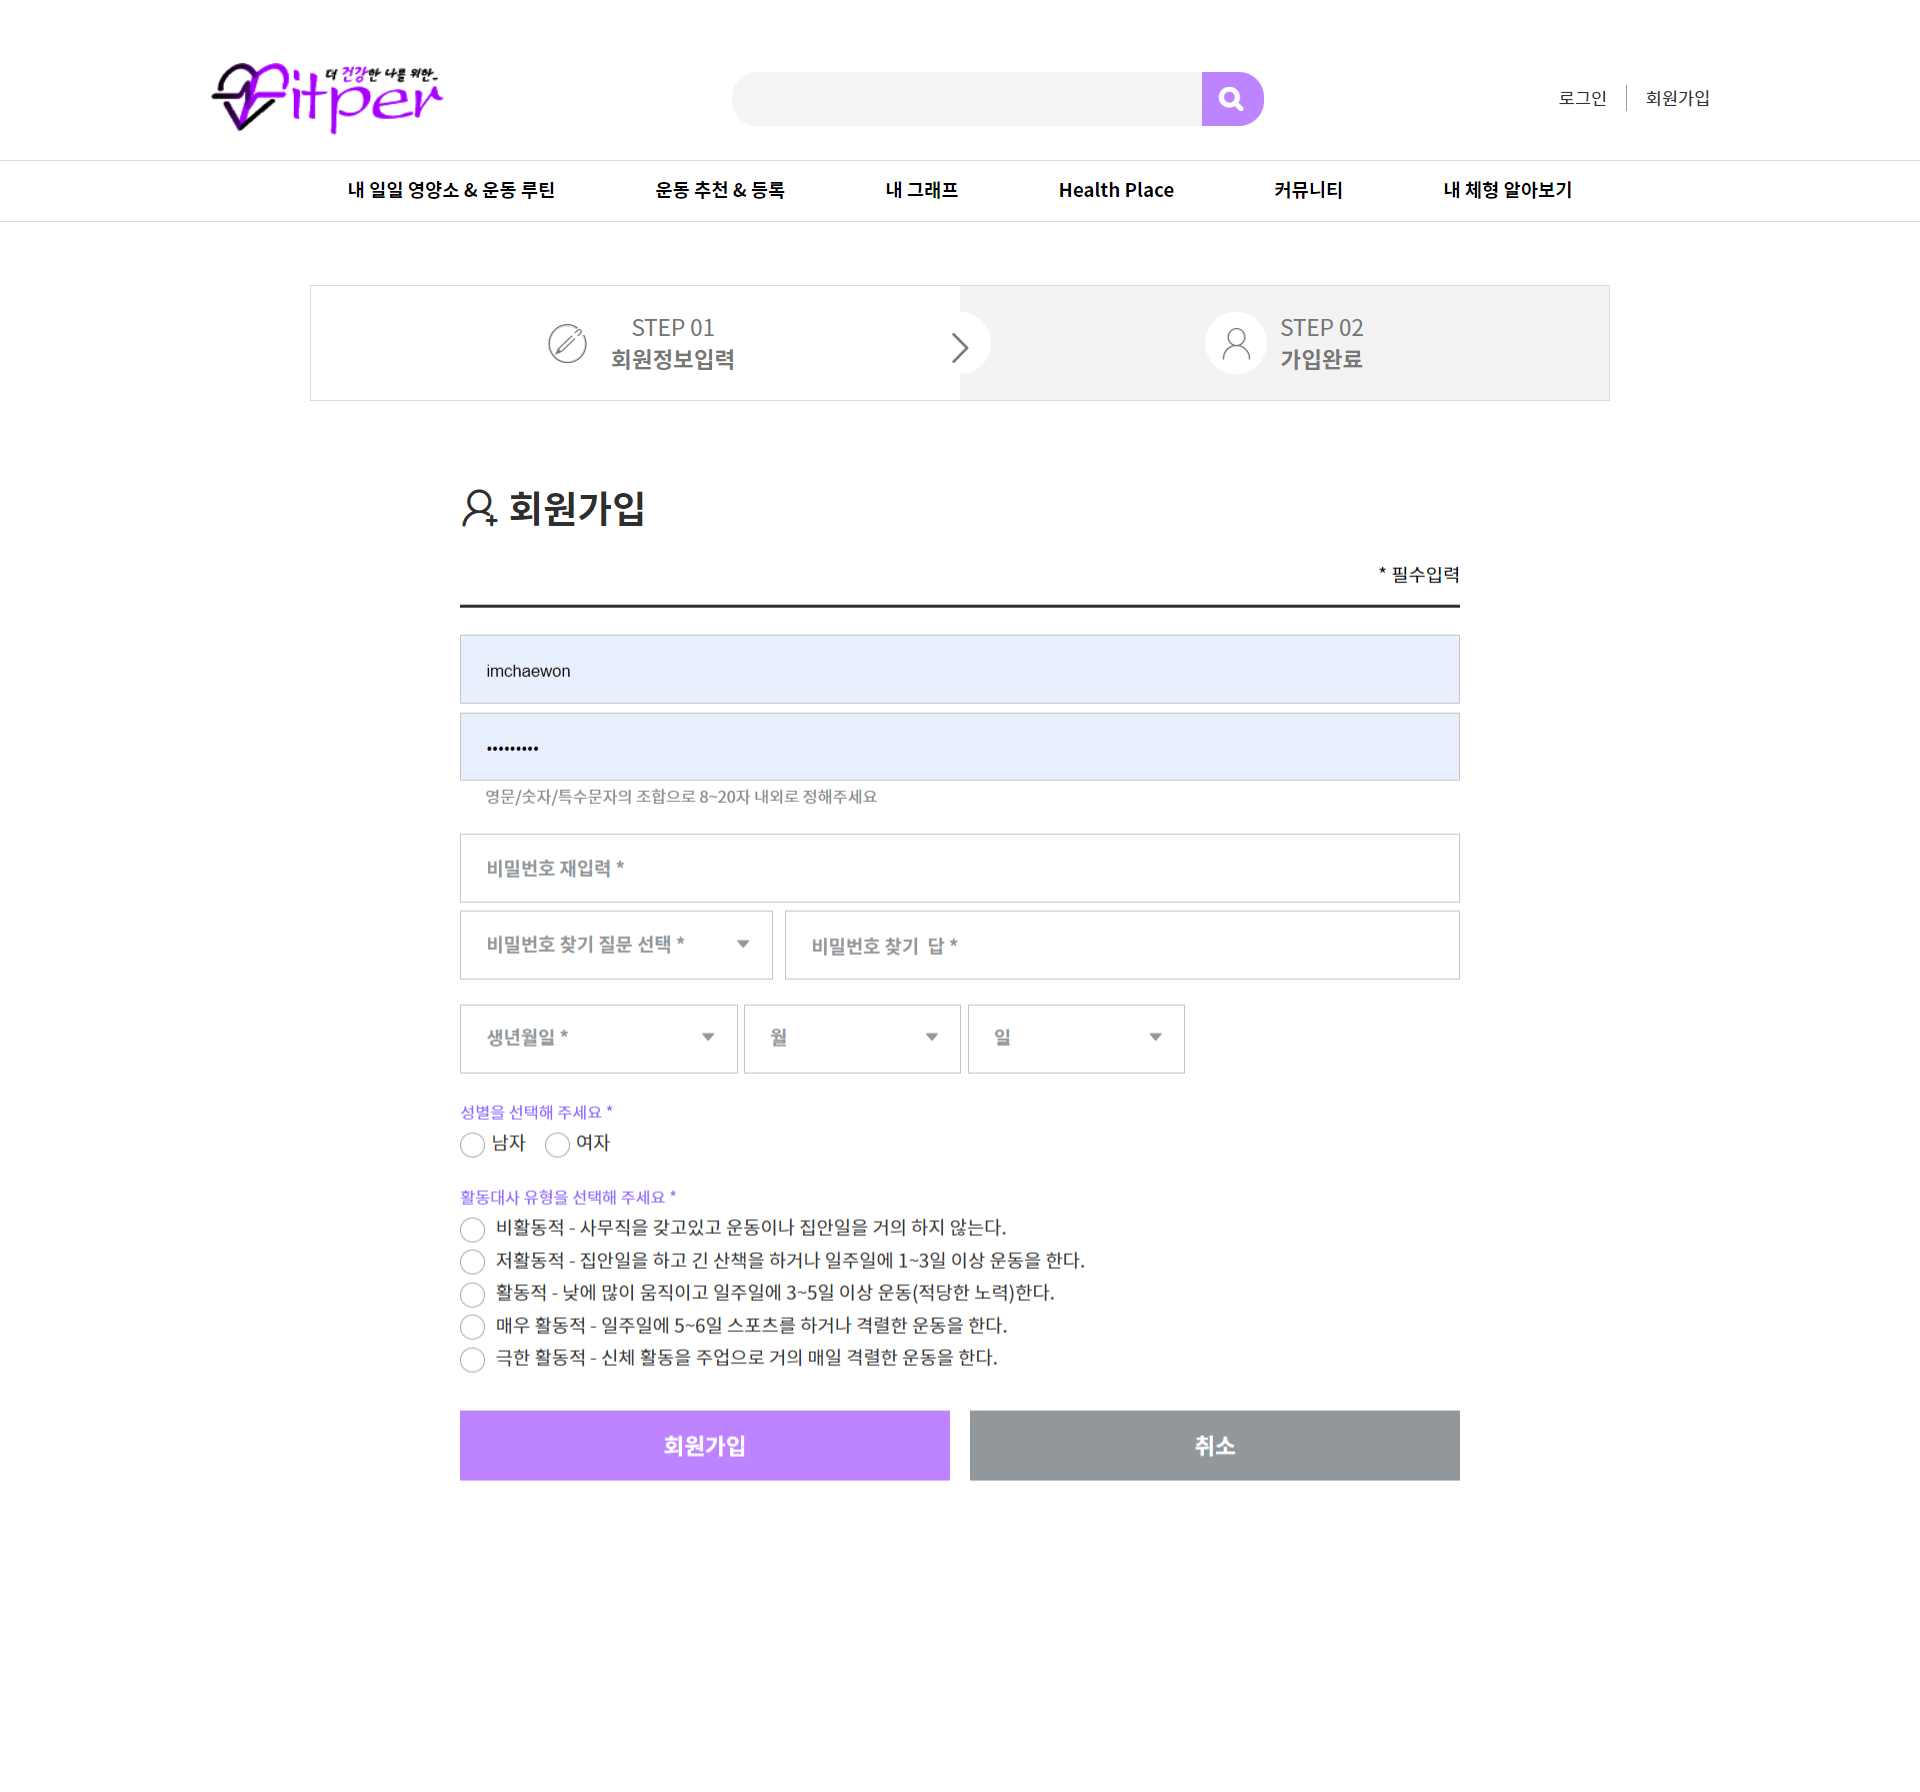 더 건강한 나를 위한..
Fitper
로그인
회원가입
내 일일 영양소 & 운동 루틴
운동 추천 & 등록
내 그래프
Health Place
커뮤니티
내 체형 알아보기
STEP 01
회원정보입력
STEP 02
가입완료
회원가입
* 필수입력
imchaewon
•••••••••
영문/숫자/특수문자의 조합으로 8~20자 내외로 정해주세요
비밀번호 재입력 *
비밀번호 찾기 질문 선택 *
비밀번호 찾기 답 *
생년월일 *
월
일
성별을 선택해 주세요 *
남자
여자
활동대사 유형을 선택해 주세요 *
비활동적 - 사무직을 갖고있고 운동이나 집안일을 거의 하지 않는다.
저활동적 - 집안일을 하고 긴 산책을 하거나 일주일에 1~3일 이상 운동을 한다.
활동적 - 낮에 많이 움직이고 일주일에 3~5일 이상 운동(적당한 노력)한다.
매우 활동적 - 일주일에 5~6일 스포츠를 하거나 격렬한 운동을 한다.
극한 활동적 - 신체 활동을 주업으로 거의 매일 격렬한 운동을 한다.
회원가입
취소